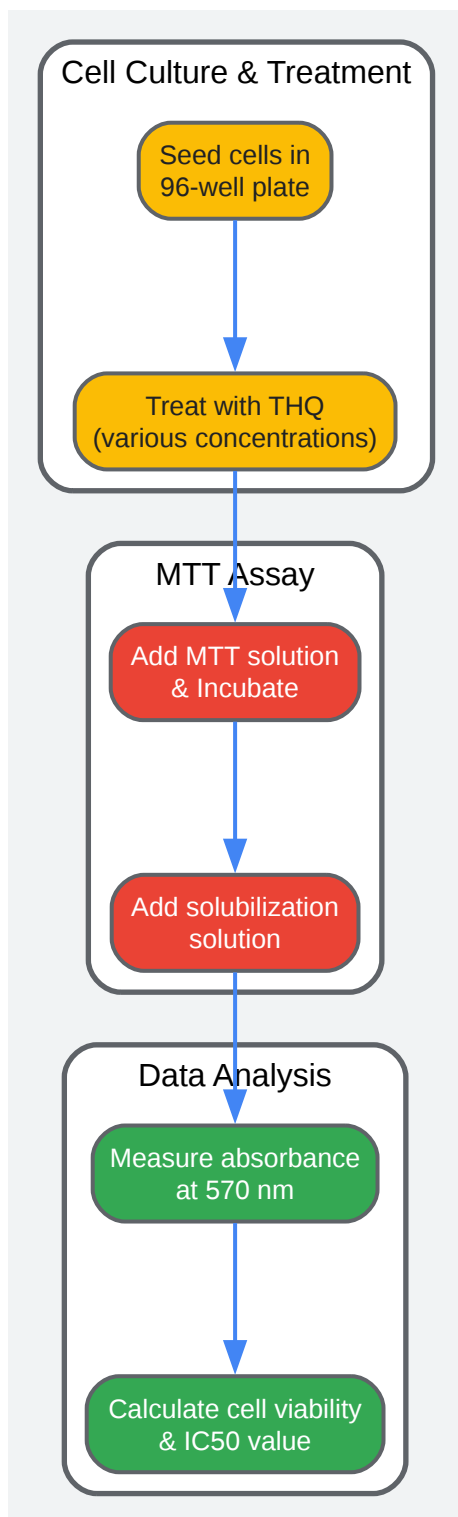 Cell Culture & Treatment
Seed cells in
96-well plate
Treat with THQ
(various concentrations)
MTT Assay
Add MTT solution
& Incubate
Add solubilization
solution
Data Analysis
Measure absorbance
at 570 nm
Calculate cell viability
& IC50 value